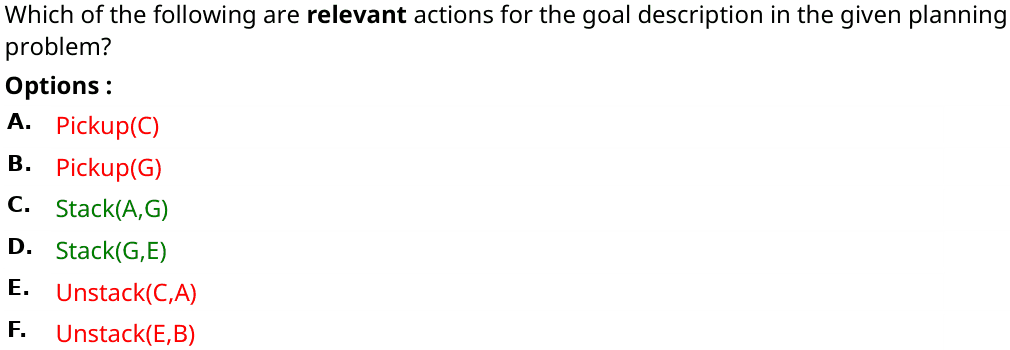 Which of the following are relevant actions for the goal description in the given planning
problem?
Options :
A. Pickup(C)
B. Pickup(G)
C. Stack(A,G)
D. Stack(G,E)
E. Unstack(C,A)
F. Unstack(E,B)